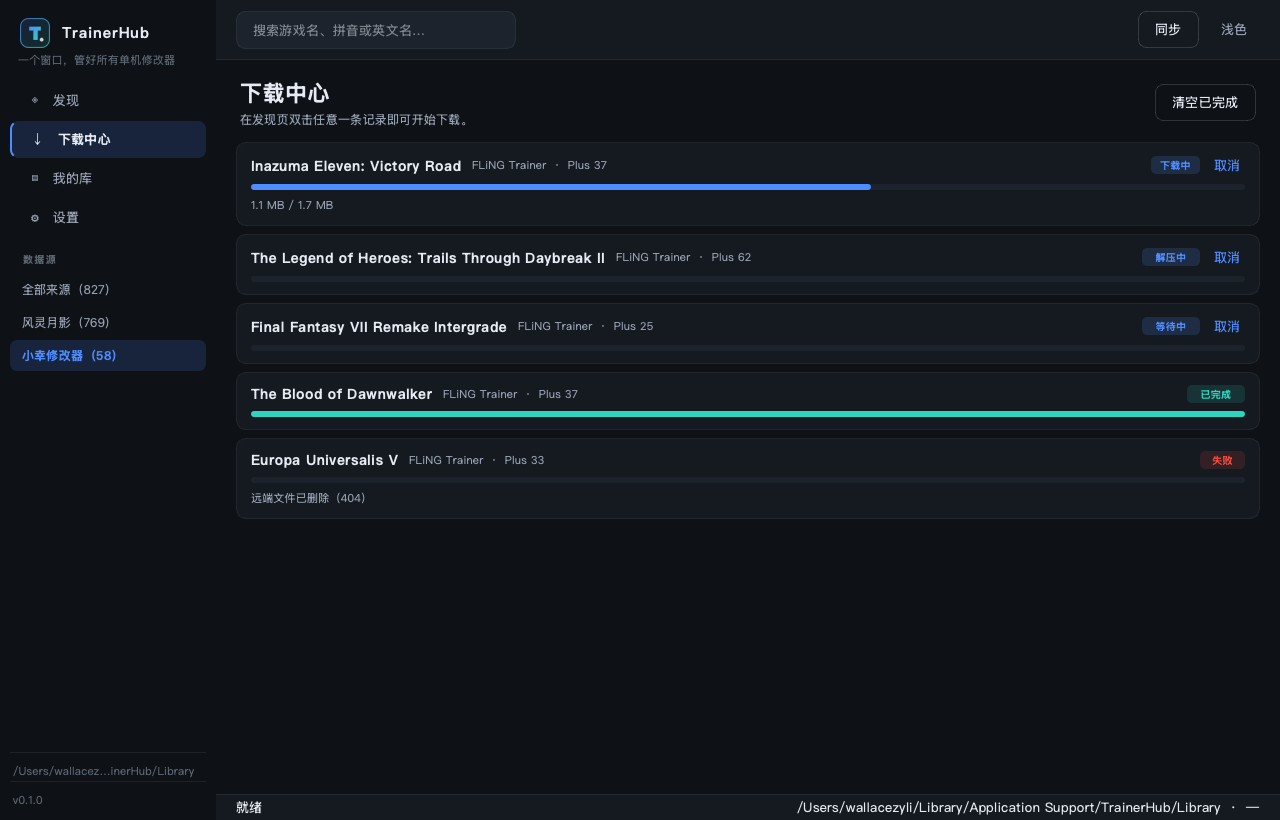 TrainerHub
一个窗口，管好所有单机修改器
发现
下载中心
我的库
设置
数据源
全部来源（827）
风灵月影（769）
小幸修改器（58）
/Users/wallacez…inerHub/Library
v0.1.0
搜索游戏名、拼音或英文名…
同步
浅色
下载中心
在发现页双击任意一条记录即可开始下载。
清空已完成
Inazuma Eleven: Victory Road FLiNG Trainer · Plus 37 下载中 取消
1.1 MB / 1.7 MB
The Legend of Heroes: Trails Through Daybreak II FLiNG Trainer · Plus 62 解压中 取消
Final Fantasy VII Remake Intergrade FLiNG Trainer · Plus 25 等待中 取消
The Blood of Dawnwalker FLiNG Trainer · Plus 37 已完成
Europa Universalis V FLiNG Trainer · Plus 33 失败
远端文件已删除（404）
就绪
/Users/wallacezyli/Library/Application Support/TrainerHub/Library · —